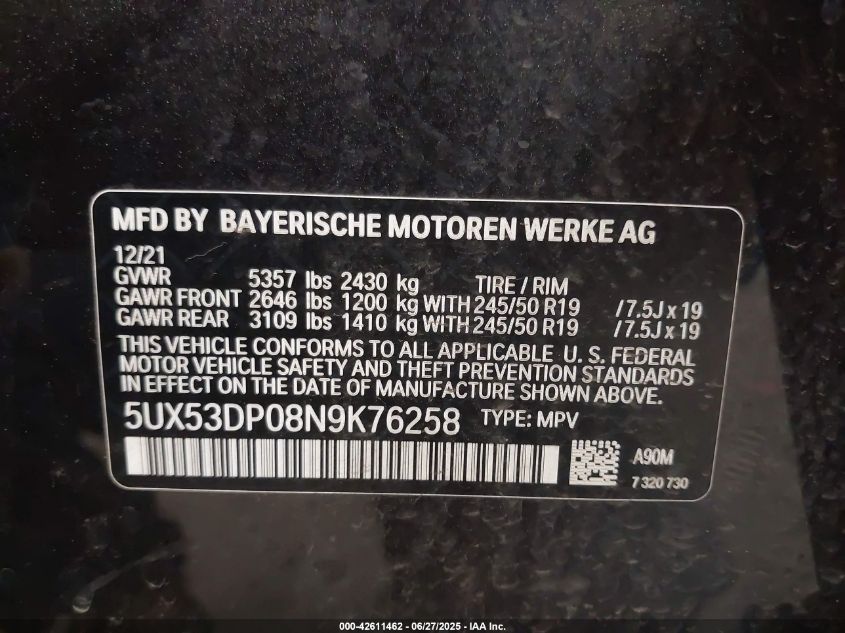 MFD BY BAYERISCHE MOTOREN WERKE AG
12/21
GVWR 5357 lbs 2430 kg TIRE / RIM
GAWR FRONT 2646 lbs 1200 kg WITH 245/50 R19 / 7.5J x 19
GAWR REAR 3109 lbs 1410 kg WITH 245/50 R19 / 7.5J x 19
THIS VEHICLE CONFORMS TO ALL APPLICABLE U. S. FEDERAL
MOTOR VEHICLE SAFETY AND THEFT PREVENTION STANDARDS
IN EFFECT ON THE DATE OF MANUFACTURE SHOWN ABOVE.
5UX53DP08N9K76258 TYPE: MPV
A90M
7 320 730
000-42611462 - 06/27/2025 - IAA Inc.